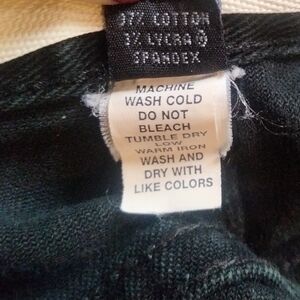 97% COTTON
3% LYCRA ®
SPANDEX
MACHINE
WASH COLD
DO NOT
BLEACH
TUMBLE DRY
LOW
WARM IRON
WASH AND
DRY WITH
LIKE COLORS